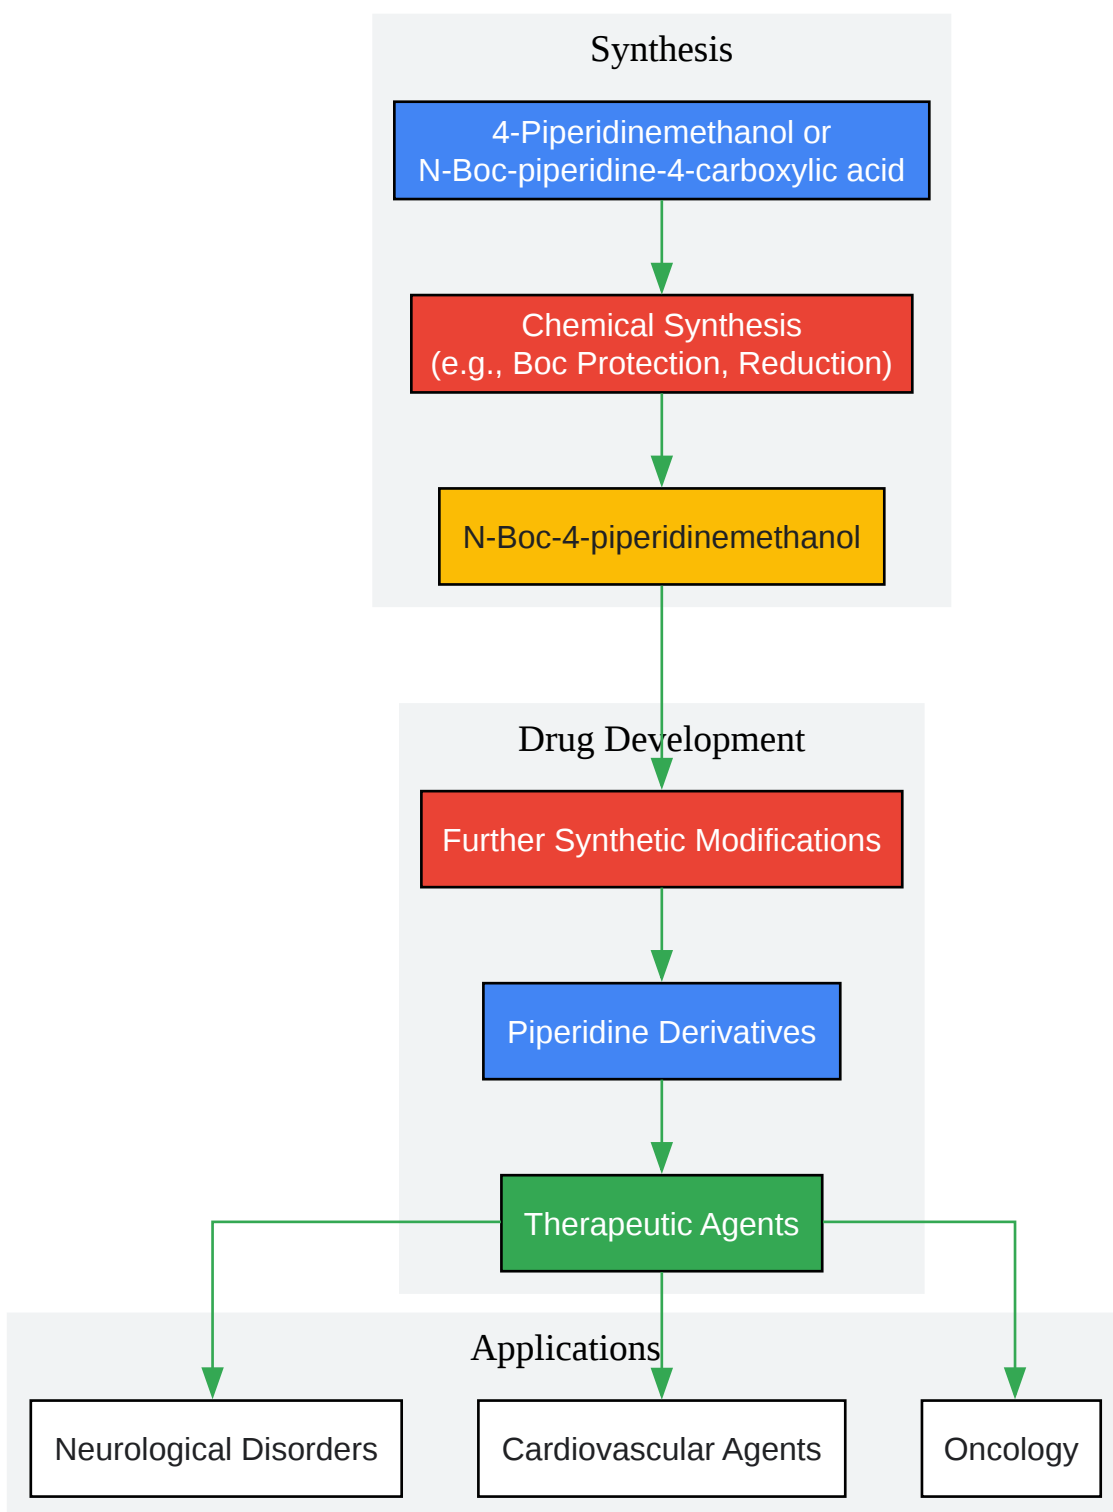 Synthesis
4-Piperidinemethanol or
N-Boc-piperidine-4-carboxylic acid
Chemical Synthesis
(e.g., Boc Protection, Reduction)
N-Boc-4-piperidinemethanol
Drug Development
Further Synthetic Modifications
Piperidine Derivatives
Therapeutic Agents
Applications
Neurological Disorders
Cardiovascular Agents
Oncology